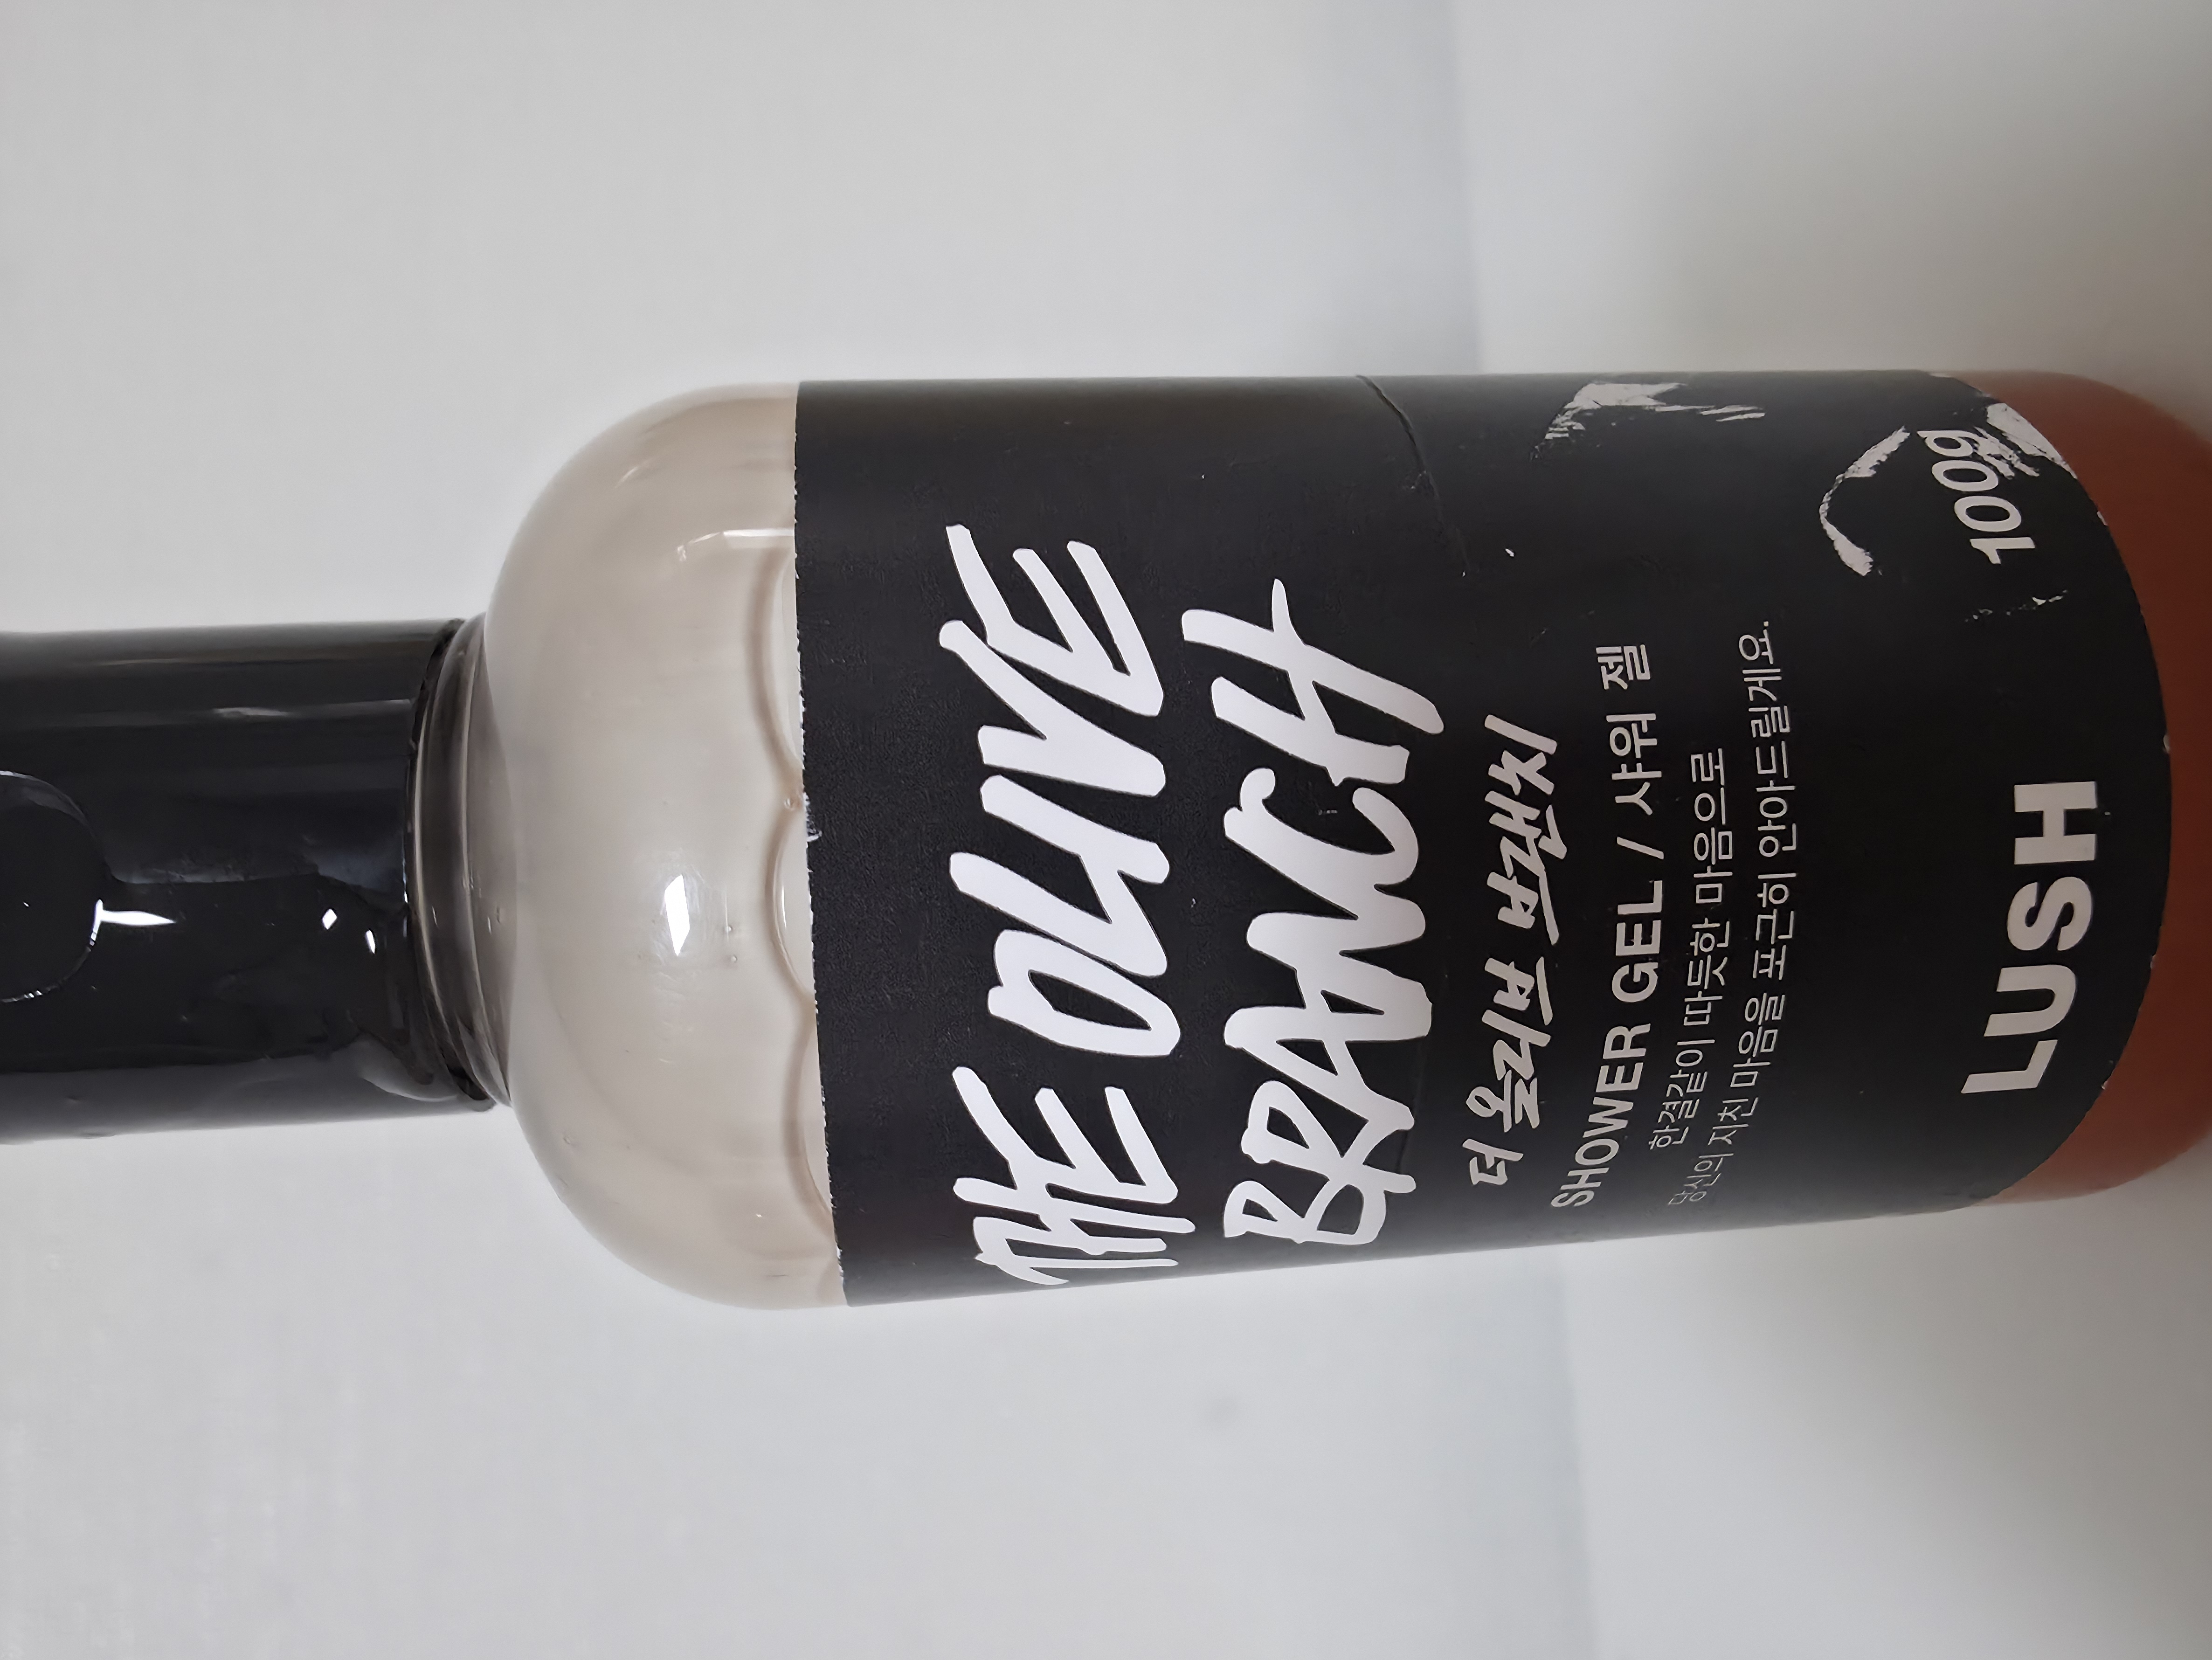 THE OLIVE
BRANCH
더 올리브 브랜치
SHOWER GEL / 샤워 젤
한결같이 따듯한 마음으로
당신의 지친 마음을 포근히 안아드릴게요.
LUSH
100g